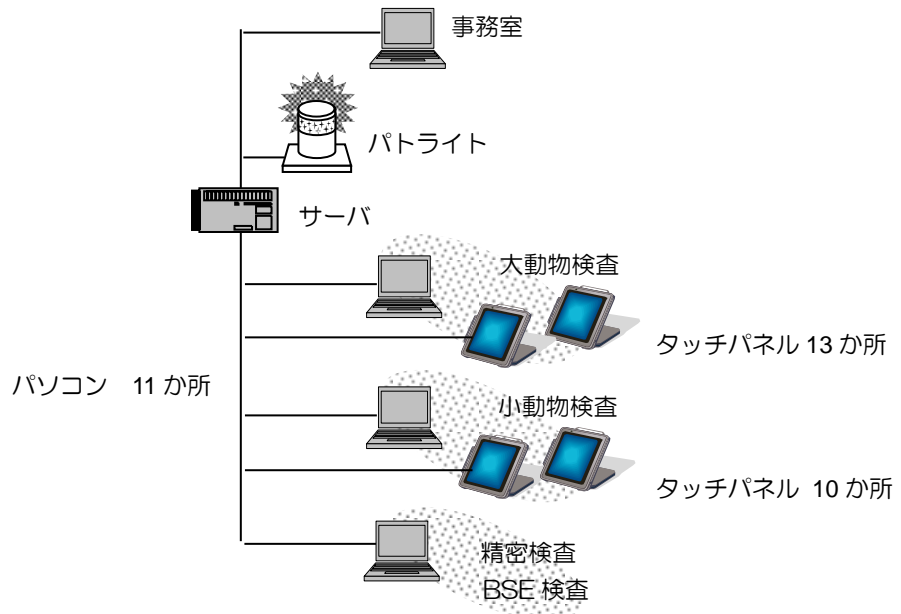 事務室
パトライト
サーバ
大動物検査
タッチパネル 13 か所
パソコン 11 か所
小動物検査
タッチパネル 10 か所
精密検査
BSE 検査